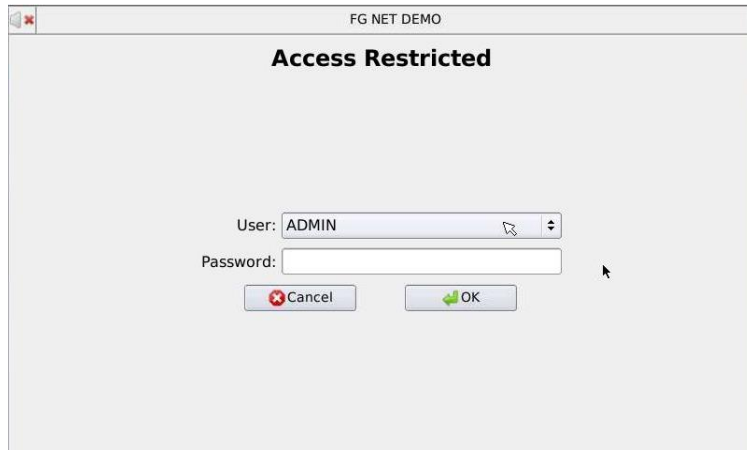 FG NET DEMO
Access Restricted
User: ADMIN
Password:
Cancel OK